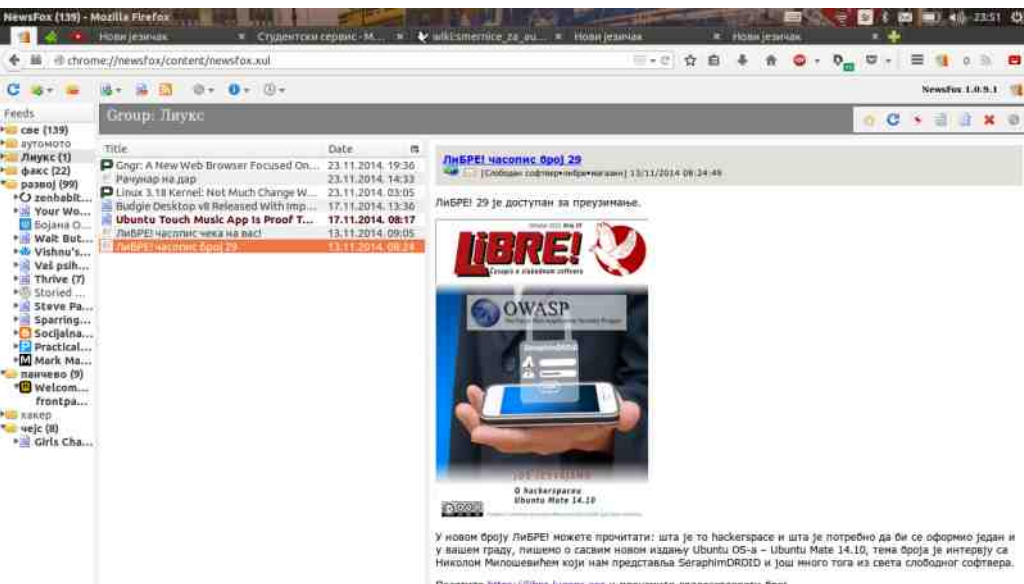 NewsFox (139) - Mozilla Firefox
23:51
Нови језичак
Студентски сервис - М...
wiki:smernice_za_au...
Нови језичак
Нови језичак
chrome://newsfox/content/newsfox.xul
NewsFox 1.0.9.1
Feeds
све (139)
аутомото
Лиукс (1)
факс (22)
развој (99)
zenhabit...
Your Wo...
Бојана О...
Wait But...
Vishnu's...
Vaš psih...
Thrive (7)
Storied ...
Steve Pa...
Sparring...
Socijalna...
Practical...
Mark Ma...
панчево (9)
Welcom...
frontpa...
хакер
чејс (8)
Girls Cha...
Group: Лиукс
Title Date
Gngr: A New Web Browser Focused On... 23.11.2014. 19:36
Рачунар на дар 23.11.2014. 14:33
Linux 3.18 Kernel: Not Much Change W... 23.11.2014. 03:05
Budgie Desktop v8 Released With Imp... 17.11.2014. 13:36
Ubuntu Touch Music App Is Proof T... 17.11.2014. 08:17
ЛиБРЕ! часопис чека на вас! 13.11.2014. 09:05
ЛиБРЕ! часопис број 29 13.11.2014. 08:24
ЛиБРЕ! часопис број 29
[Слободан софтвер•либре•магазин] 13/11/2014 08:24:49
ЛиБРЕ! 29 је доступан за преузимање.
LiBRE!
Časopis o slobodnom softveru
OWASP
SeraphimDROID
O hackerspaceu
Ubuntu Mate 14.10
У новом броју ЛиБРЕ! можете прочитати: шта је то hackerspace и шта је потребно да би се оформио један и
у вашем граду, пишемо о сасвим новом издању Ubuntu OS-а – Ubuntu Mate 14.10, тема броја је интервју са
Николом Милошевићем који нам представља SeraphimDROID и још много тога из света слободног софтвера.